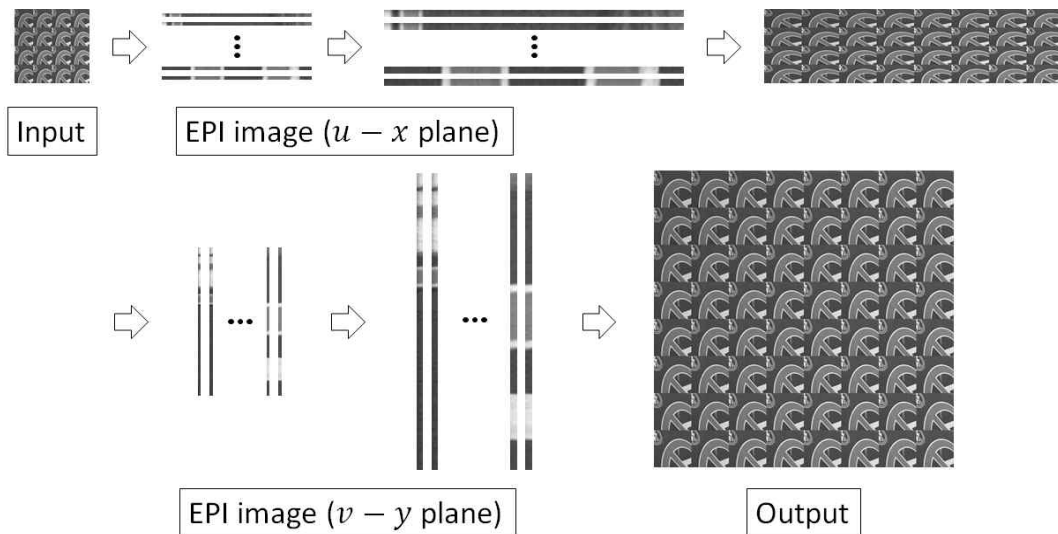 Input
EPI image (u − x plane)
EPI image (v − y plane)
Output